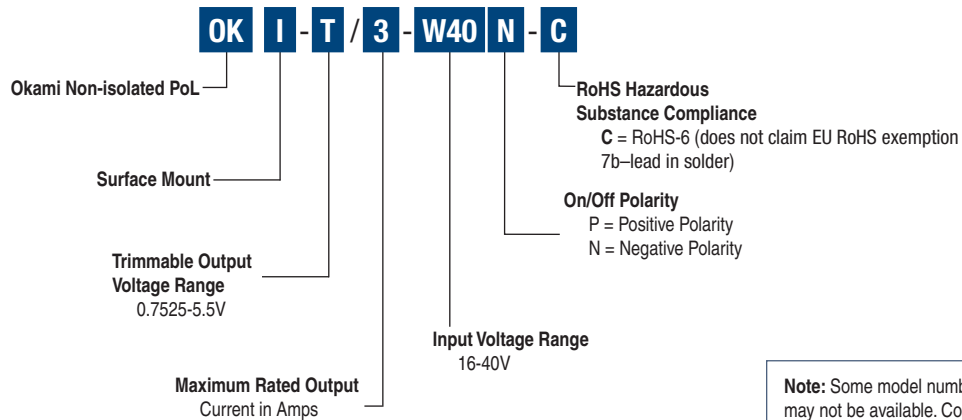 OK I - T / 3 - W40 N - C
Okami Non-isolated PoL
RoHS Hazardous
Substance Compliance
C = RoHS-6 (does not claim EU RoHS exemption
7b–lead in solder)
Surface Mount
On/Off Polarity
P = Positive Polarity
N = Negative Polarity
Trimmable Output
Voltage Range
0.7525-5.5V
Input Voltage Range
16-40V
Maximum Rated Output
Current in Amps
Note: Some model numb
may not be available. Co